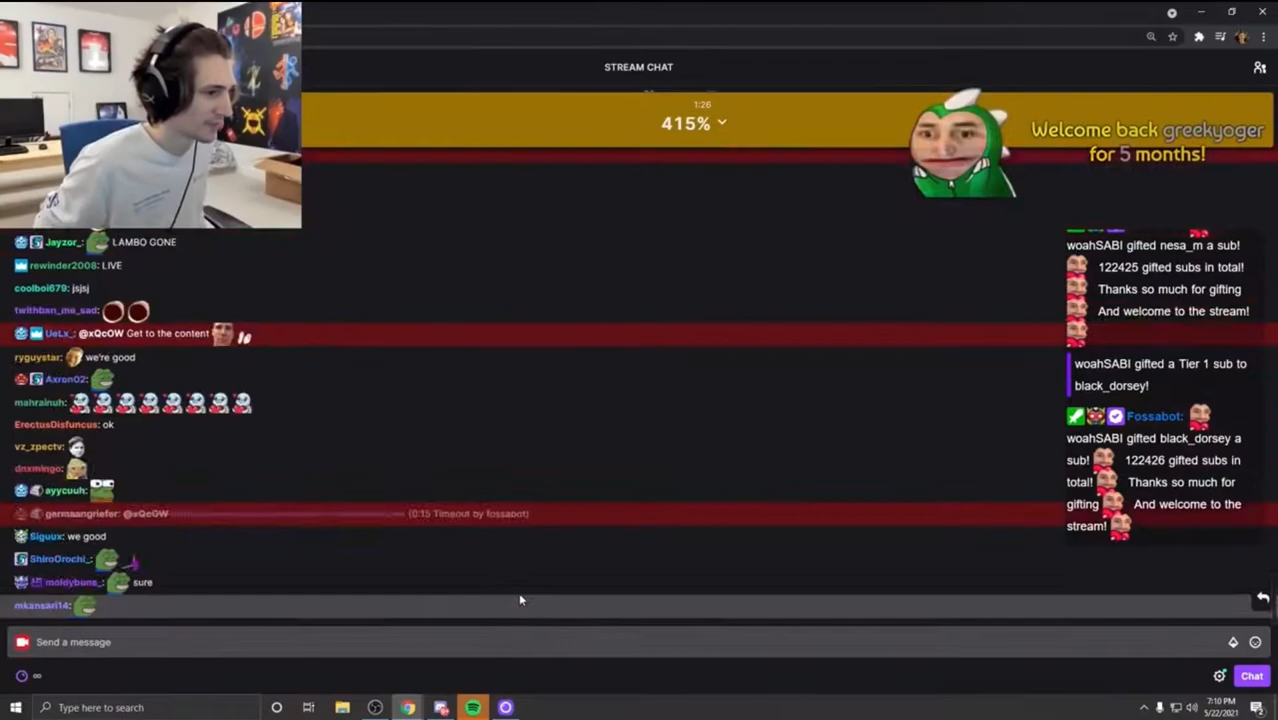 STREAM CHAT
1:26
415%
Welcome back greekyoger
for 5 months!
Jayzor_: LAMBO GONE
rewinder2008: LIVE
coolboi679: jsjsj
twithban_me_sad:
UeLx_: @xQcOW Get to the content
ryguystar: we're good
Axron02:
mahrainuh:
ErectusDisfuncus: ok
vz_zpectv:
dnxmingo:
ayycuuh:
germaangriefer: @xQcOW (0:15 Timeout by fossabot)
Siguux: we good
ShiroOrochi_:
moldybuns_: sure
mkansari14:
woahSABI gifted nesa_m a sub!
122425 gifted subs in total!
Thanks so much for gifting
And welcome to the stream!
woahSABI gifted a Tier 1 sub to
black_dorsey!
Fossabot:
woahSABI gifted black_dorsey a
sub! 122426 gifted subs in
total! Thanks so much for
gifting And welcome to the
stream!
Send a message
∞
Chat
Type here to search
7:10 PM
5/22/2021
2